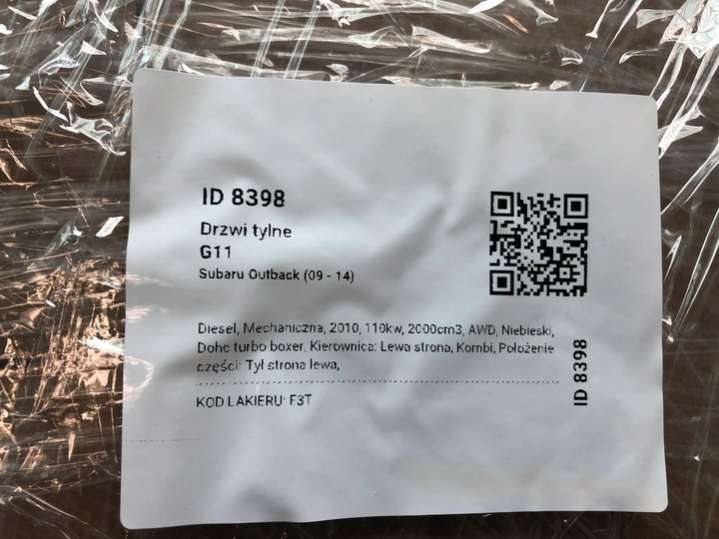 ID 8398
Drzwi tylne
G11
Subaru Outback (09 - 14)
Diesel, Mechaniczna, 2010, 110kw, 2000cm3, AWD, Niebieski,
Dohc turbo boxer, Kierownica: Lewa strona, Kombi, Położenie
części: Tył strona lewa,
KOD LAKIERU: F3T
ID 8398